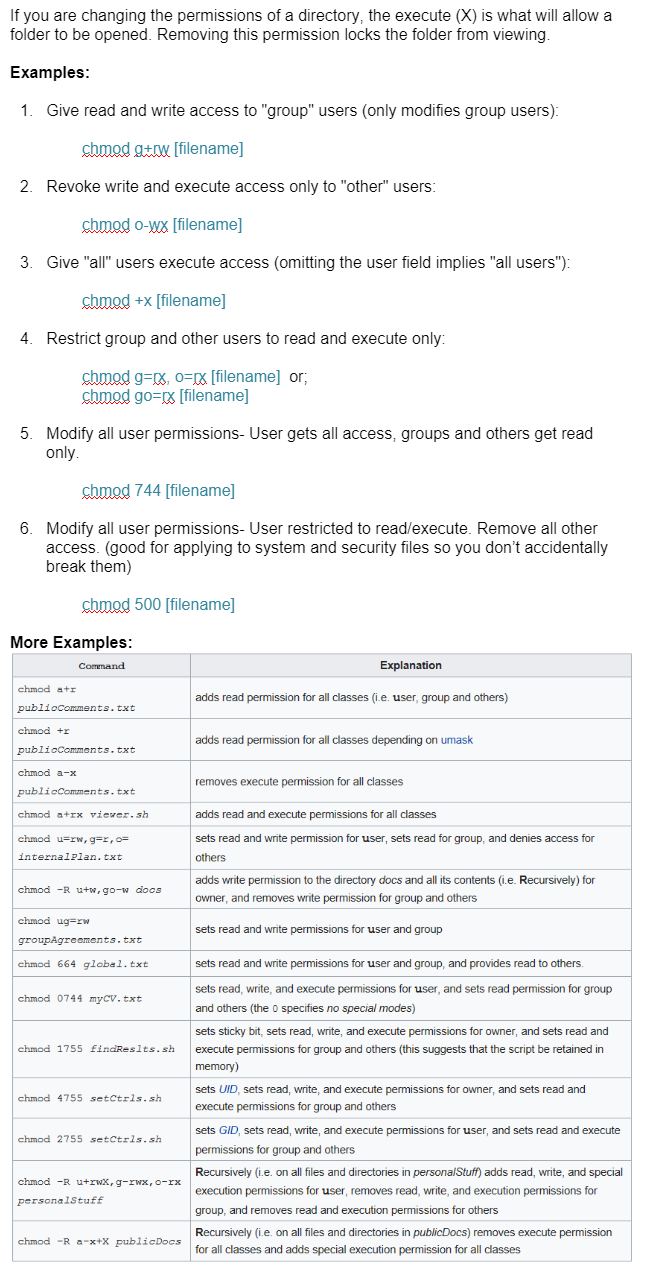 If you are changing the permissions of a directory, the execute (X) is what will allow a
folder to be opened. Removing this permission locks the folder from viewing.
Examples:
1. Give read and write access to "group" users (only modifies group users):
chmod g+rw [filename]
2. Revoke write and execute access only to "other" users:
chmod o-wx [filename]
3. Give "all" users execute access (omitting the user field implies "all users"):
chmod +x [filename]
4. Restrict group and other users to read and execute only:
chmod g=rx, o=rx [filename] or;
chmod go=rx [filename]
5. Modify all user permissions- User gets all access, groups and others get read
only.
chmod 744 [filename]
6. Modify all user permissions- User restricted to read/execute. Remove all other
access. (good for applying to system and security files so you don't accidentally
break them)
chmod 500 [filename]
More Examples:
Command Explanation
chmod a+r
publicComments.txt
adds read permission for all classes (i.e. user, group and others)
chmod +r
publicComments.txt
adds read permission for all classes depending on umask
chmod a-x
publicComments.txt
removes execute permission for all classes
chmod a+rx viewer.sh adds read and execute permissions for all classes
chmod u=rw,g=r,o=
internalPlan.txt
sets read and write permission for user, sets read for group, and denies access for
others
chmod -R u+w,go-w docs
adds write permission to the directory docs and all its contents (i.e. Recursively) for
owner, and removes write permission for group and others
chmod ug=rw
groupAgreements.txt
sets read and write permissions for user and group
chmod 664 global.txt sets read and write permissions for user and group, and provides read to others.
chmod 0744 myCV.txt
sets read, write, and execute permissions for user, and sets read permission for group
and others (the 0 specifies no special modes)
chmod 1755 findReslts.sh
sets sticky bit, sets read, write, and execute permissions for owner, and sets read and
execute permissions for group and others (this suggests that the script be retained in
memory)
chmod 4755 setCtrls.sh
sets UID, sets read, write, and execute permissions for owner, and sets read and
execute permissions for group and others
chmod 2755 setCtrls.sh
sets GID, sets read, write, and execute permissions for user, and sets read and execute
permissions for group and others
chmod -R u+rwX,g-rwx,o-rx
personalStuff
Recursively (i.e. on all files and directories in personalStuff) adds read, write, and special
execution permissions for user, removes read, write, and execution permissions for
group, and removes read and execution permissions for others
chmod -R a-x+X publicDocs
Recursively (i.e. on all files and directories in publicDocs) removes execute permission
for all classes and adds special execution permission for all classes